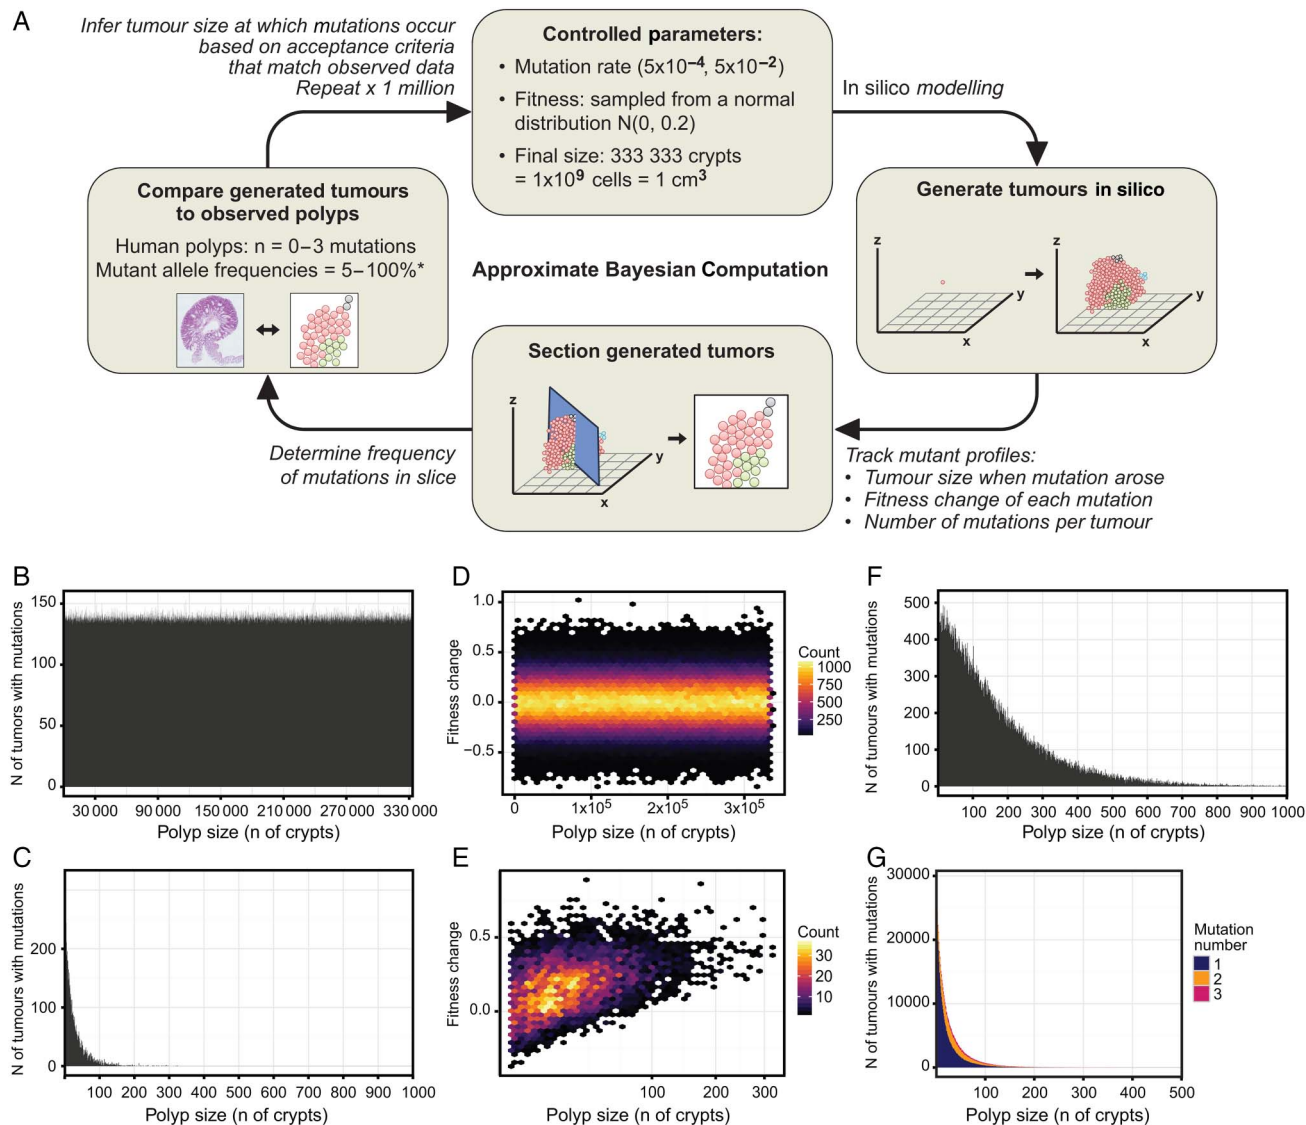 A
Infer tumour size at which mutations occur
based on acceptance criteria
that match observed data
Repeat x 1 million
Controlled parameters:
• Mutation rate (5x10⁻⁴, 5x10⁻²)
• Fitness: sampled from a normal
distribution N(0, 0.2)
• Final size: 333 333 crypts
= 1x10⁹ cells = 1 cm³
In silico modelling
Compare generated tumours
to observed polyps
Human polyps: n = 0–3 mutations
Mutant allele frequencies = 5–100%*
Approximate Bayesian Computation
Generate tumours in silico
z
y
x
z
y
x
Section generated tumors
z
y
x
Determine frequency
of mutations in slice
Track mutant profiles:
• Tumour size when mutation arose
• Fitness change of each mutation
• Number of mutations per tumour
B
N of tumours with mutations
150
100
50
0
30 000 90 000 150 000 210 000 270 000 330 000
Polyp size (n of crypts)
D
Fitness change
1.0
0.5
0.0
−0.5
0 1x10⁵ 2x10⁵ 3x10⁵
Polyp size (n of crypts)
Count
1000
750
500
250
F
N of tumours with mutations
500
400
300
200
100
0
100 200 300 400 500 600 700 800 900 1000
Polyp size (n of crypts)
C
N of tumours with mutations
200
100
0
100 200 300 400 500 600 700 800 900 1000
Polyp size (n of crypts)
E
Fitness change
0.5
0.0
100 200 300
Polyp size (n of crypts)
Count
30
20
10
G
N of tumours with mutations
30000
20000
10000
0
100 200 300 400 500
Polyp size (n of crypts)
Mutation
number
1
2
3